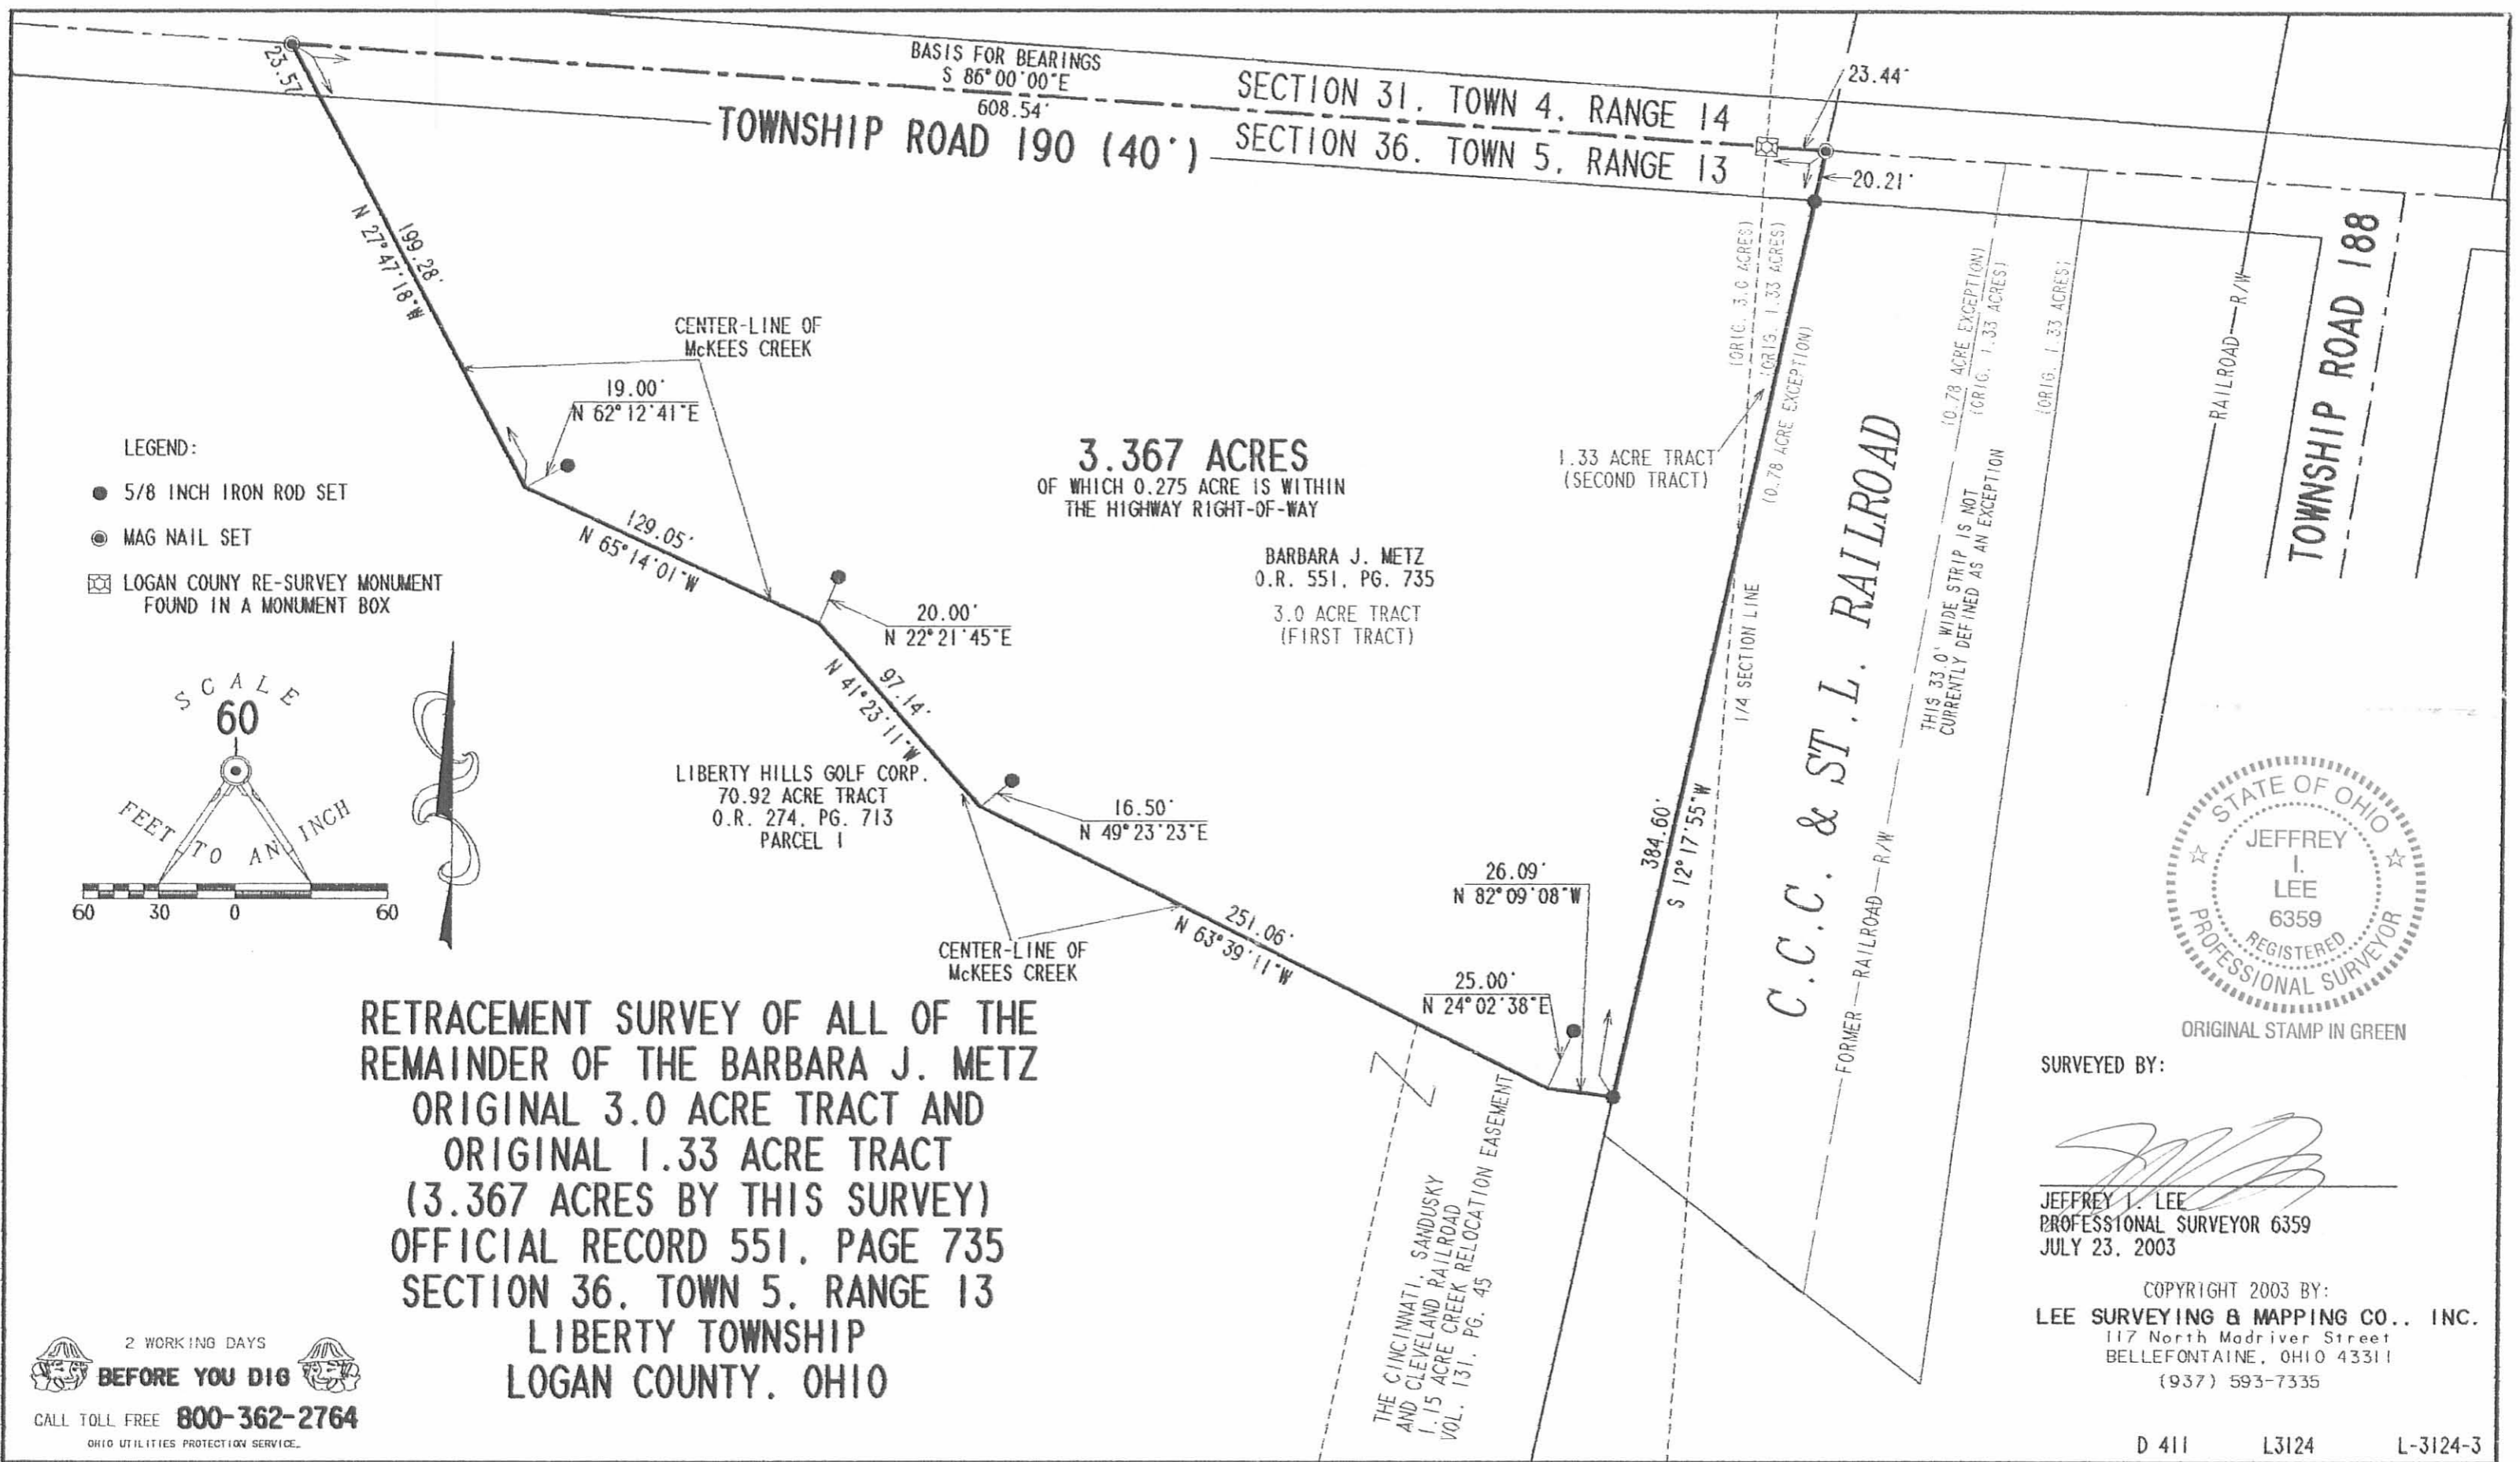 BASIS FOR BEARINGS
S 86°00'00"E
608.54'
SECTION 31, TOWN 4, RANGE 14
TOWNSHIP ROAD 190 (40')
SECTION 36, TOWN 5, RANGE 13
23.44'
20.21'
23.57
199.28'
N 27°47'18"W
CENTER-LINE OF
McKEES CREEK
19.00'
N 62°12'41"E
LEGEND:
5/8 INCH IRON ROD SET
MAG NAIL SET
LOGAN COUNY RE-SURVEY MONUMENT
FOUND IN A MONUMENT BOX
129.05'
N 65°14'01"W
20.00'
N 22°21'45"E
97.14'
N 41°23'11"W
3.367 ACRES
OF WHICH 0.275 ACRE IS WITHIN
THE HIGHWAY RIGHT-OF-WAY
BARBARA J. METZ
O.R. 551, PG. 735
3.0 ACRE TRACT
(FIRST TRACT)
1.33 ACRE TRACT
(SECOND TRACT)
(ORIG. 3.0 ACRES)
(ORIG. 1.33 ACRES)
(0.78 ACRE EXCEPTION)
1/4 SECTION LINE
384.60'
S 12°17'55"W
C.C.C. & ST.L. RAILROAD
FORMER RAILROAD R/W
(0.78 ACRE EXCEPTION)
(ORIG. 1.33 ACRES)
THIS 33.0' WIDE STRIP IS NOT
CURRENTLY DEFINED AS AN EXCEPTION
(ORIG. 1.33 ACRES)
RAILROAD R/W
TOWNSHIP ROAD 188
SCALE
60
FEET TO AN INCH
60 30 0 60
LIBERTY HILLS GOLF CORP.
70.92 ACRE TRACT
O.R. 274, PG. 713
PARCEL 1
16.50'
N 49°23'23"E
CENTER-LINE OF
McKEES CREEK
251.06'
N 63°39'11"W
26.09'
N 82°09'08"W
25.00'
N 24°02'38"E
THE CINCINNATI, SANDUSKY
AND CLEVELAND RAILROAD
1.15 ACRE CREEK RELOCATION EASEMENT
VOL. 131, PG. 45
RETRACEMENT SURVEY OF ALL OF THE
REMAINDER OF THE BARBARA J. METZ
ORIGINAL 3.0 ACRE TRACT AND
ORIGINAL 1.33 ACRE TRACT
(3.367 ACRES BY THIS SURVEY)
OFFICIAL RECORD 551, PAGE 735
SECTION 36, TOWN 5, RANGE 13
LIBERTY TOWNSHIP
LOGAN COUNTY, OHIO
2 WORKING DAYS
BEFORE YOU DIG
CALL TOLL FREE 800-362-2764
OHIO UTILITIES PROTECTION SERVICE.
STATE OF OHIO
JEFFREY
I.
LEE
6359
REGISTERED
PROFESSIONAL SURVEYOR
ORIGINAL STAMP IN GREEN
SURVEYED BY:
JEFFREY I. LEE
PROFESSIONAL SURVEYOR 6359
JULY 23, 2003
COPYRIGHT 2003 BY:
LEE SURVEYING & MAPPING CO., INC.
117 North Madriver Street
BELLEFONTAINE, OHIO 43311
(937) 593-7335
D 411 L3124 L-3124-3